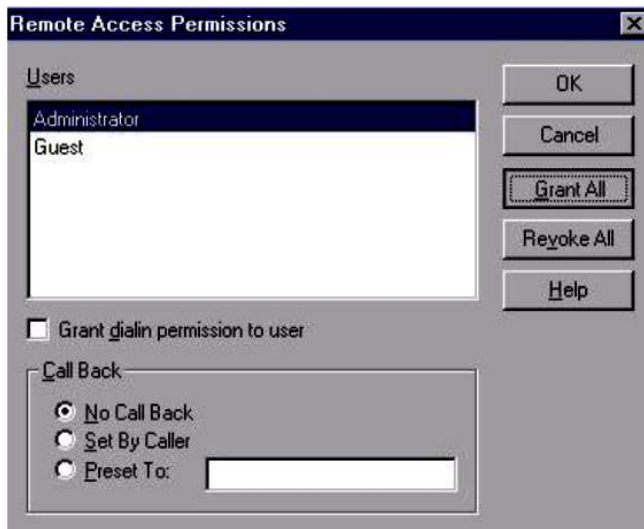 Remote Access Permissions
Users
Administrator
Guest
OK
Cancel
Grant All
Revoke All
Help
Grant dialin permission to user
Call Back
No Call Back
Set By Caller
Preset To: